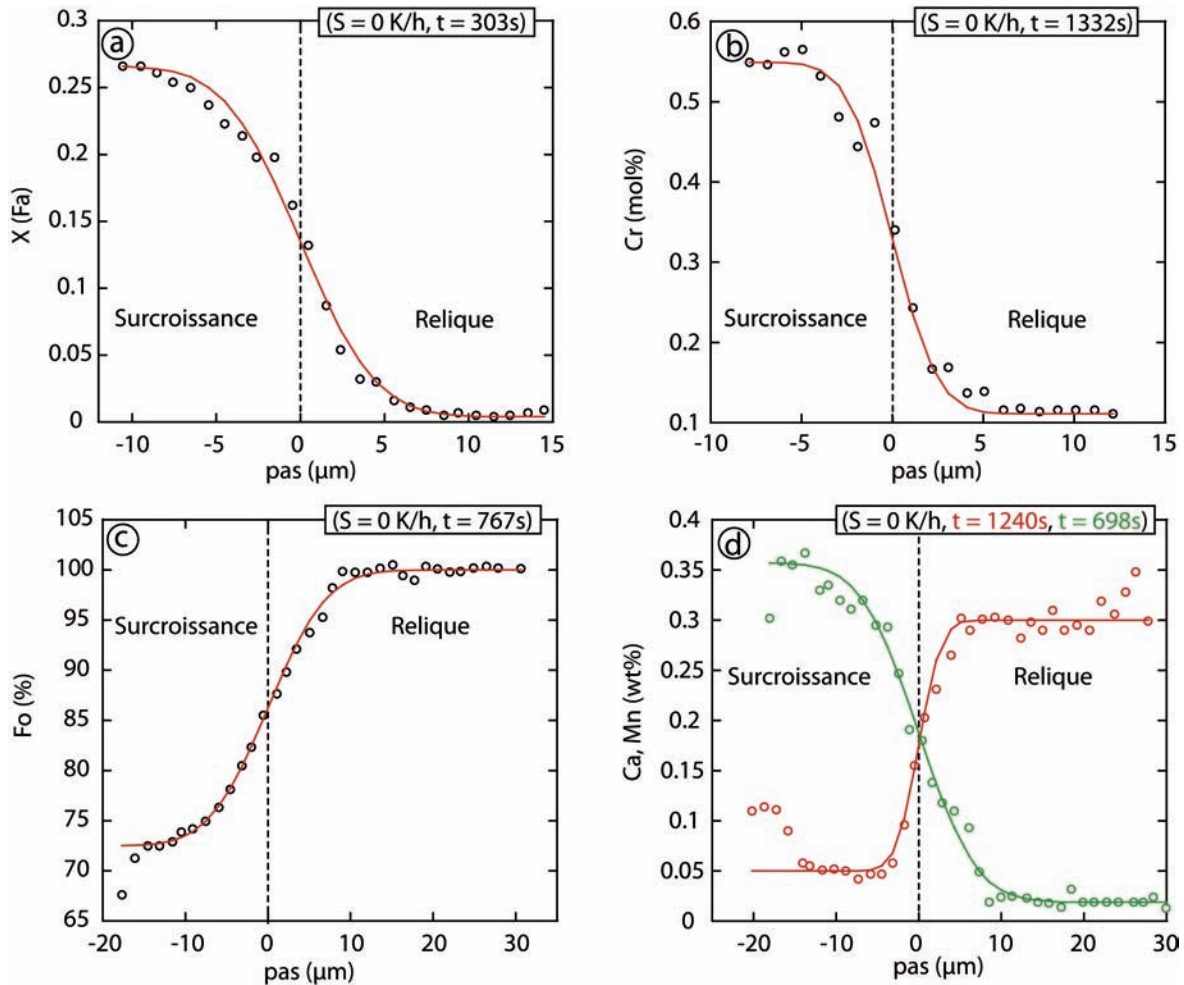 a
(S = 0 K/h, t = 303s)
0.3
0.25
0.2
0.15
0.1
0.05
0
X (Fa)
Surcroissance
Relique
-10
-5
0
5
10
15
pas (µm)
b
(S = 0 K/h, t = 1332s)
0.6
0.5
0.4
0.3
0.2
0.1
Cr (mol%)
Surcroissance
Relique
-10
-5
0
5
10
15
pas (µm)
c
(S = 0 K/h, t = 767s)
105
100
95
90
85
80
75
70
65
Fo (%)
Surcroissance
Relique
-20
-10
0
10
20
30
pas (µm)
d
(S = 0 K/h, t = 1240s, t = 698s)
0.4
0.35
0.3
0.25
0.2
0.15
0.1
0.05
0
Ca, Mn (wt%)
Surcroissance
Relique
-20
-10
0
10
20
30
pas (µm)